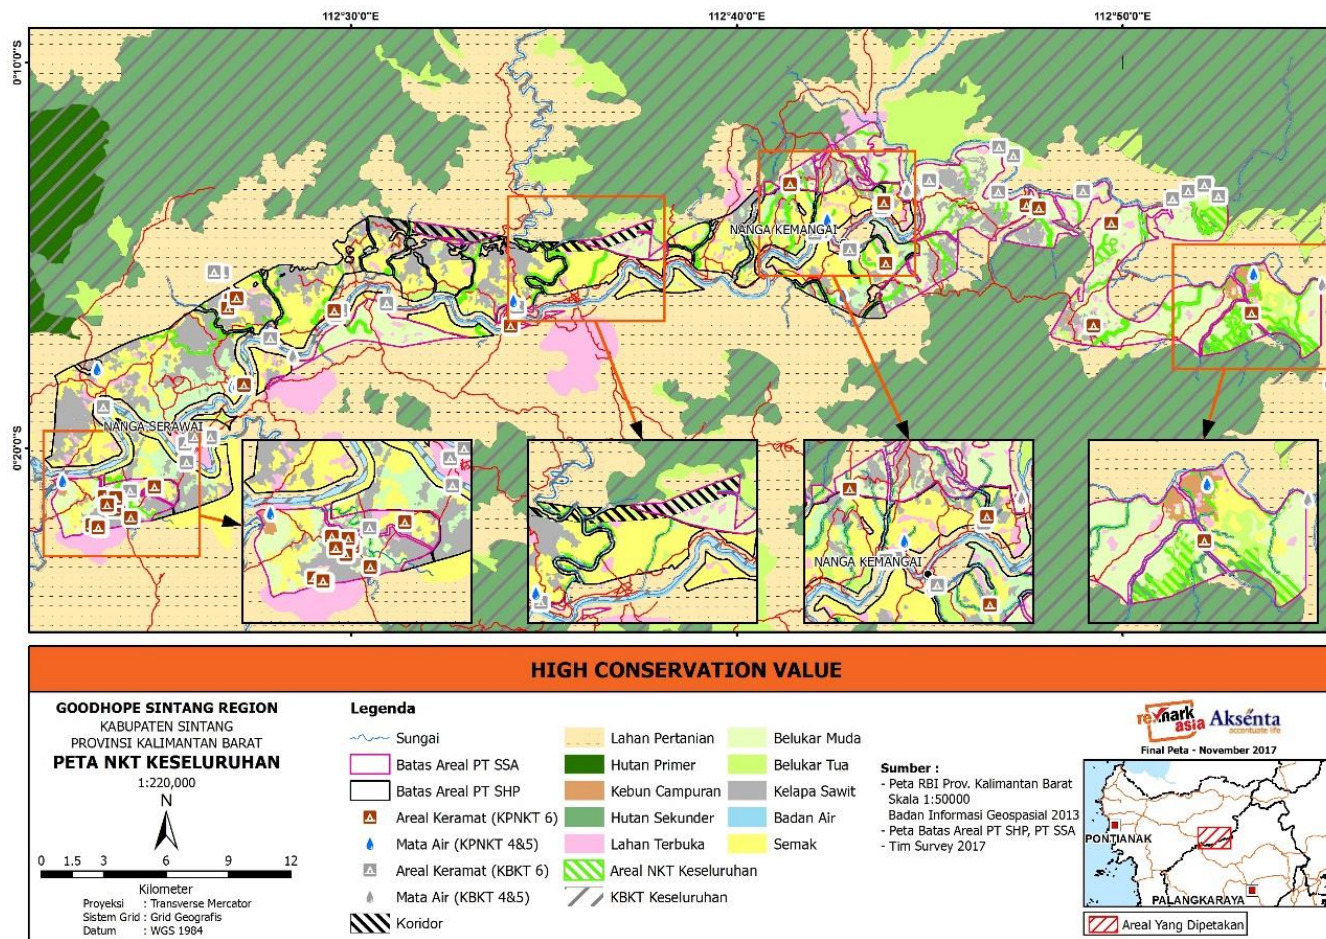 112°30'0"E
112°40'0"E
112°50'0"E
0°10'0"S
0°20'0"S
NANGA KEMANGAI
NANGA SERAWAI
NANGA KEMANGAI
HIGH CONSERVATION VALUE
GOODHOPE SINTANG REGION
KABUPATEN SINTANG
PROVINSI KALIMANTAN BARAT
PETA NKT KESELURUHAN
1:220,000
N
0 1.5 3 6 9 12
Kilometer
Proyeksi : Transverse Mercator
Sistem Grid : Grid Geografis
Datum : WGS 1984
Legenda
Sungai
Batas Areal PT SSA
Batas Areal PT SHP
Areal Keramat (KPNKT 6)
Mata Air (KPNKT 4&5)
Areal Keramat (KBKT 6)
Mata Air (KBKT 4&5)
Koridor
Lahan Pertanian
Hutan Primer
Kebun Campuran
Hutan Sekunder
Lahan Terbuka
Areal NKT Keseluruhan
KBKT Keseluruhan
Belukar Muda
Belukar Tua
Kelapa Sawit
Badan Air
Semak
Sumber :
- Peta RBI Prov. Kalimantan Barat
Skala 1:50000
Badan Informasi Geospasial 2013
- Peta Batas Areal PT SHP, PT SSA
- Tim Survey 2017
remark asia
Aksenta
accentuate life
Final Peta - November 2017
PONTIANAK
PALANGKARAYA
Areal Yang Dipetakan